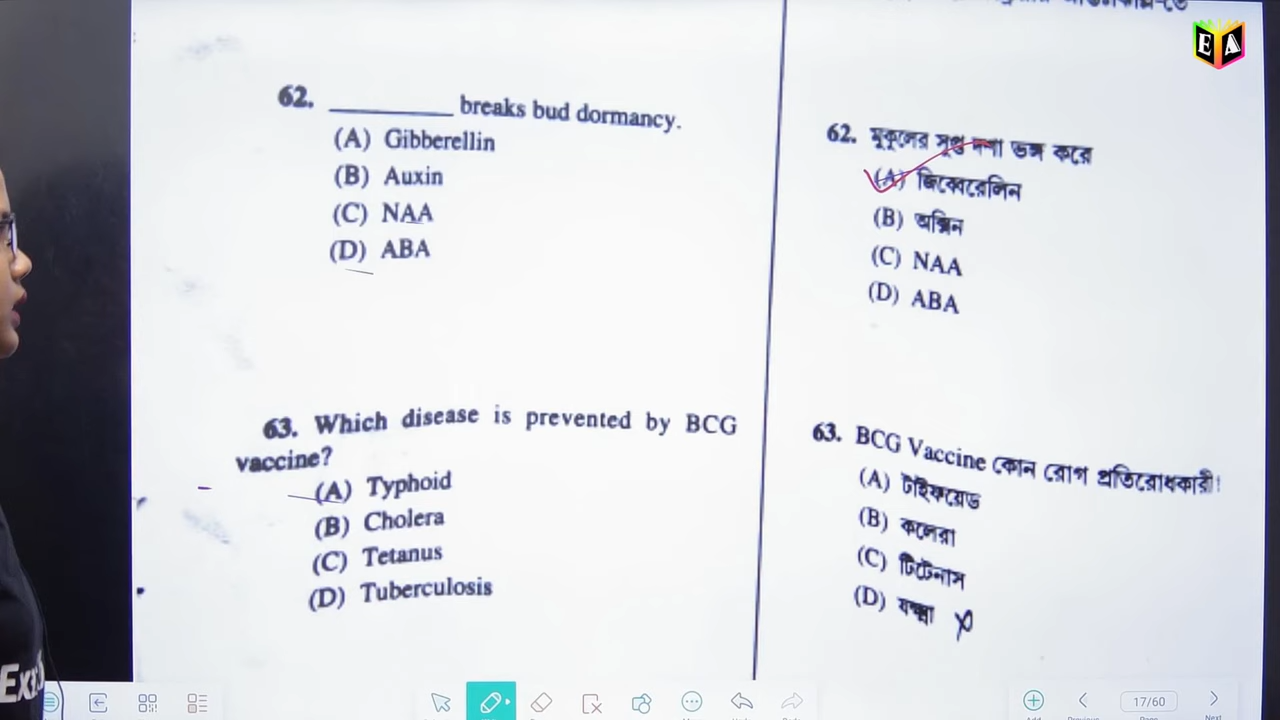 62. __________ breaks bud dormancy.
(A) Gibberellin
(B) Auxin
(C) NAA
(D) ABA
63. Which disease is prevented by BCG
vaccine?
(A) Typhoid
(B) Cholera
(C) Tetanus
(D) Tuberculosis
62. মুকুলের সুপ্ত দশা ভঙ্গ করে
(A) জিব্বেরেলিন
(B) অক্সিন
(C) NAA
(D) ABA
63. BCG Vaccine কোন রোগ প্রতিরোধকারী!
(A) টাইফয়েড
(B) কলেরা
(C) টিটেনাস
(D) যক্ষ্মা
E A
17/60